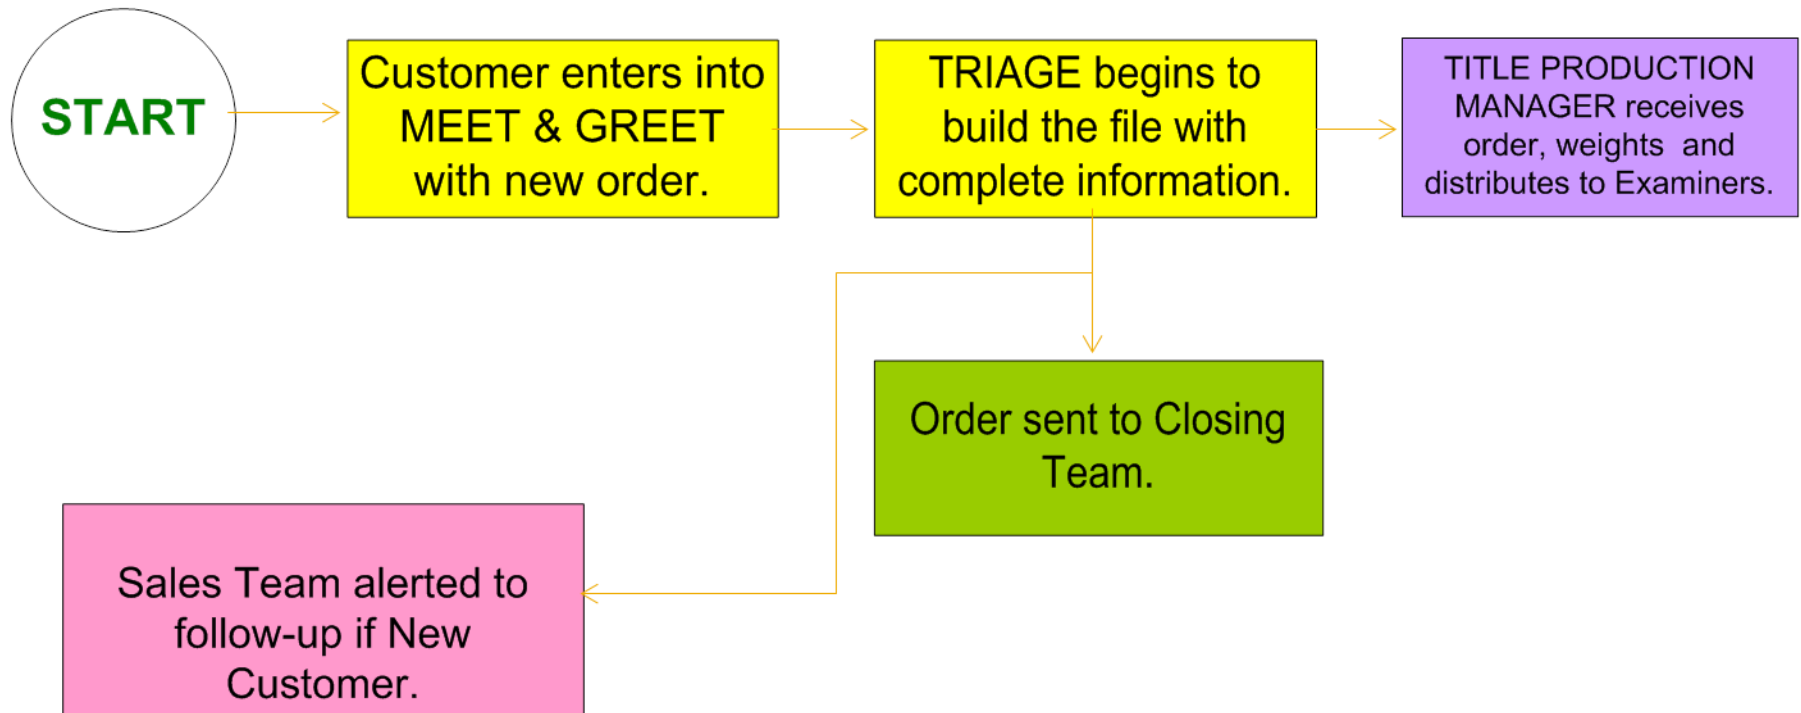 START
Customer enters into
MEET & GREET
with new order.
TRIAGE begins to
build the file with
complete information.
TITLE PRODUCTION
MANAGER receives
order, weights  and
distributes to Examiners.
Order sent to Closing
Team.
Sales Team alerted to
follow-up if New
Customer.